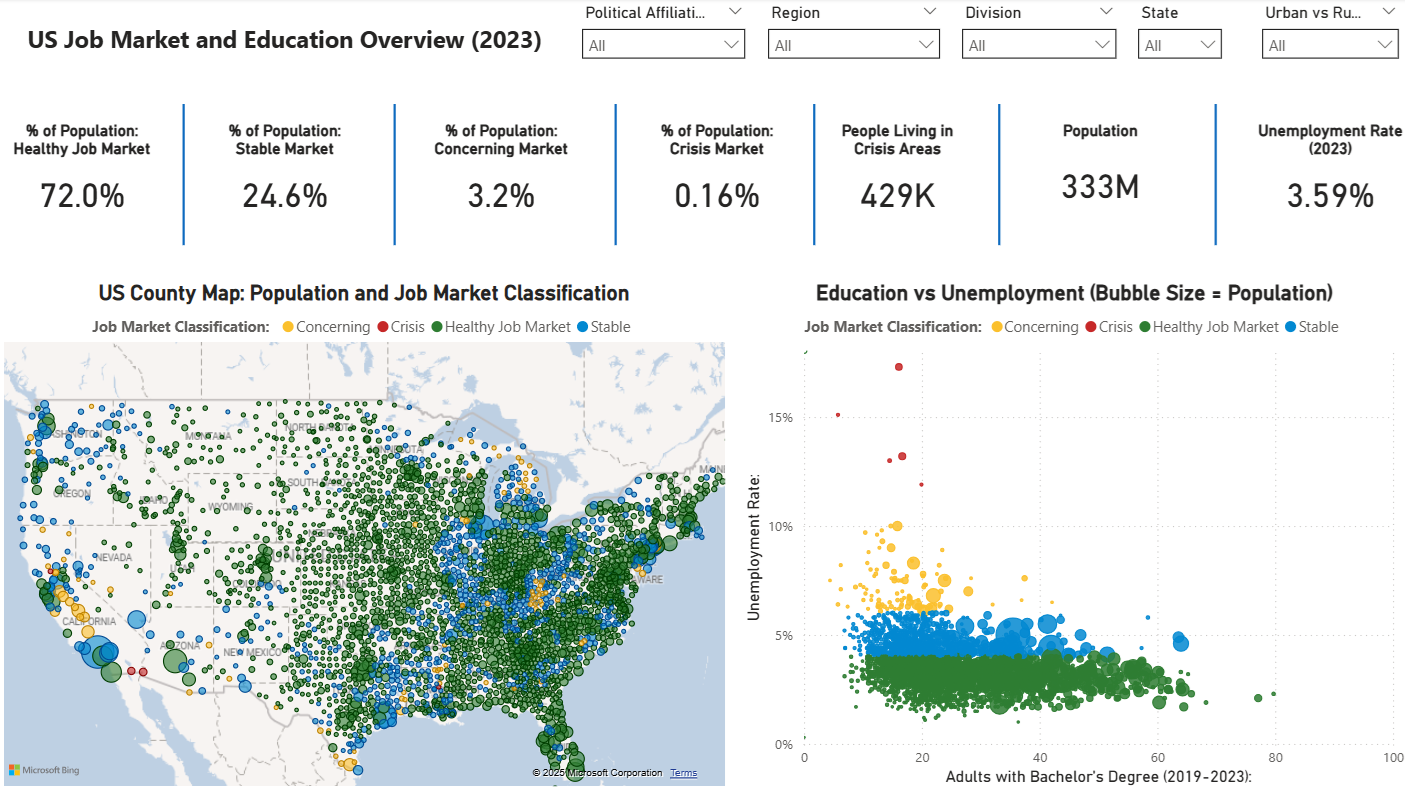 Political Affiliati...
Region
Division
State
Urban vs Ru...
US Job Market and Education Overview (2023)
All
All
All
All
All
% of Population:
Healthy Job Market
72.0%
% of Population:
Stable Market
24.6%
% of Population:
Concerning Market
3.2%
% of Population:
Crisis Market
0.16%
People Living in
Crisis Areas
429K
Population
333M
Unemployment Rate
(2023)
3.59%
US County Map: Population and Job Market Classification
Job Market Classification: Concerning Crisis Healthy Job Market Stable
MONTANA
NORTH DAKOTA
OREGON
IDAHO
WYOMING
NEVADA
CALIFORNIA
ARIZONA
NEW MEXICO
Microsoft Bing
© 2025 Microsoft Corporation Terms
Education vs Unemployment (Bubble Size = Population)
Job Market Classification: Concerning Crisis Healthy Job Market Stable
Unemployment Rate:
15%
10%
5%
0%
0 20 40 60 80 100
Adults with Bachelor's Degree (2019-2023):